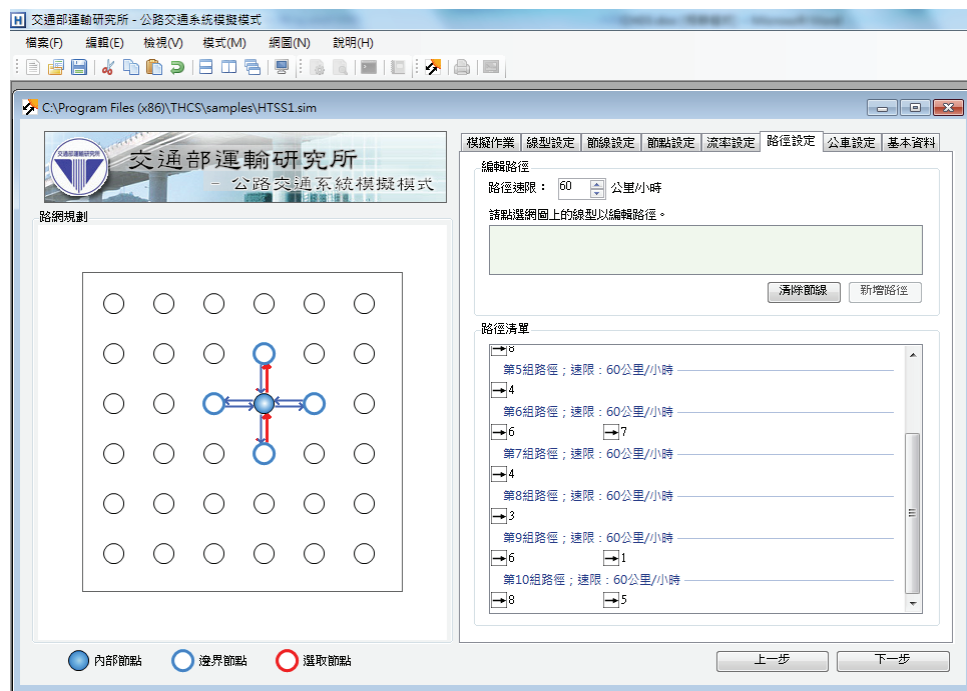 交通部運輸研究所 - 公路交通系統模擬模式
檔案(F) 編輯(E) 檢視(V) 模式(M) 網圖(N) 說明(H)
C:\Program Files (x86)\THCS\samples\HTSS1.sim
交通部運輸研究所
- 公路交通系統模擬模式
路網規劃
內部節點 邊界節點 選取節點
模擬作業 線型設定 節線設定 節點設定 流率設定 路徑設定 公車設定 基本資料
編輯路徑
路徑速限： 60 公里/小時
請點選網圖上的線型以編輯路徑。
清除節線 新增路徑
路徑清單
8
第5組路徑；速限：60公里/小時
4
第6組路徑；速限：60公里/小時
6 7
第7組路徑；速限：60公里/小時
4
第8組路徑；速限：60公里/小時
3
第9組路徑；速限：60公里/小時
6 1
第10組路徑；速限：60公里/小時
8 5
上一步 下一步